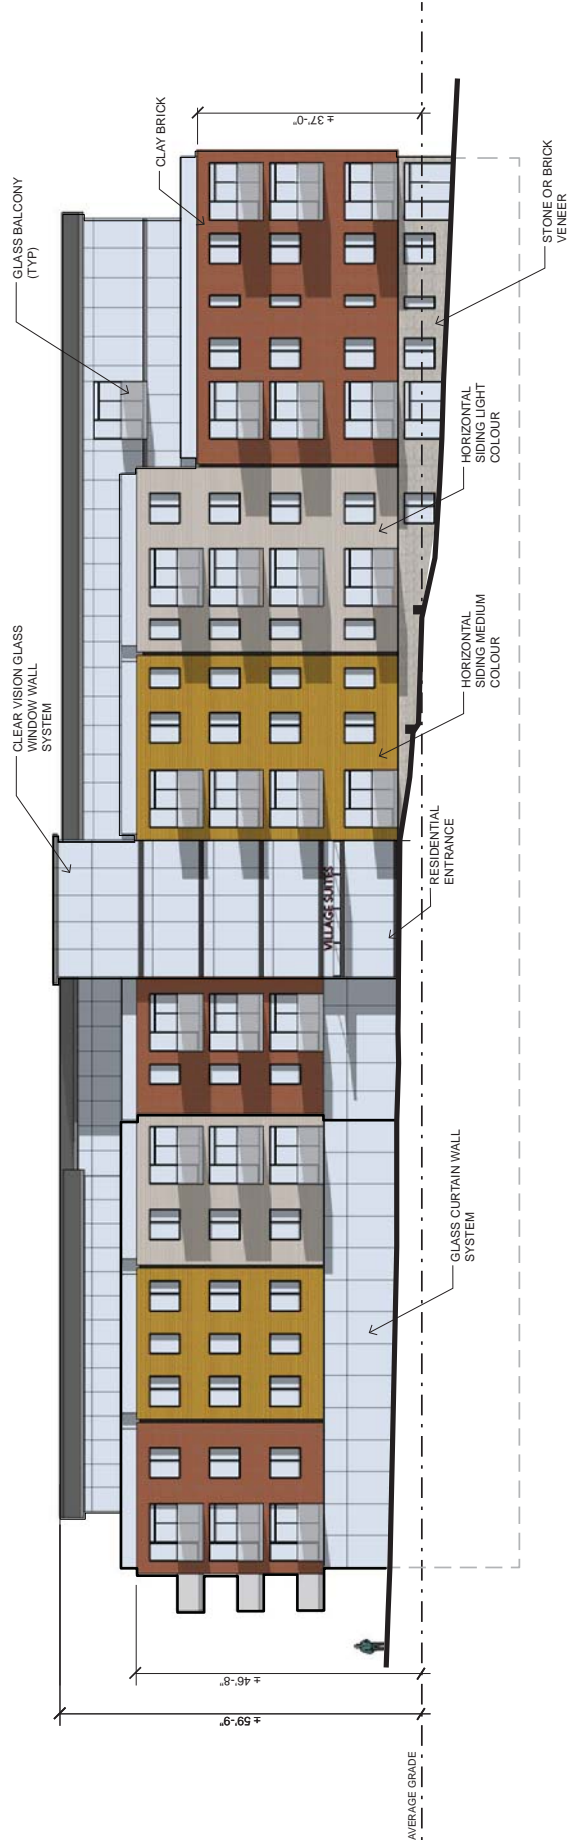 CLEAR VISION GLASS
WINDOW WALL
SYSTEM
GLASS BALCONY
(TYP)
CLAY BRICK
± 37'-0"
± 59'-9"
± 46'-8"
VILLAGE SUITES
AVERAGE GRADE
GLASS CURTAIN WALL
SYSTEM
RESIDENTIAL
ENTRANCE
HORIZONTAL
SIDING MEDIUM
COLOUR
HORIZONTAL
SIDING LIGHT
COLOUR
STONE OR BRICK
VENEER